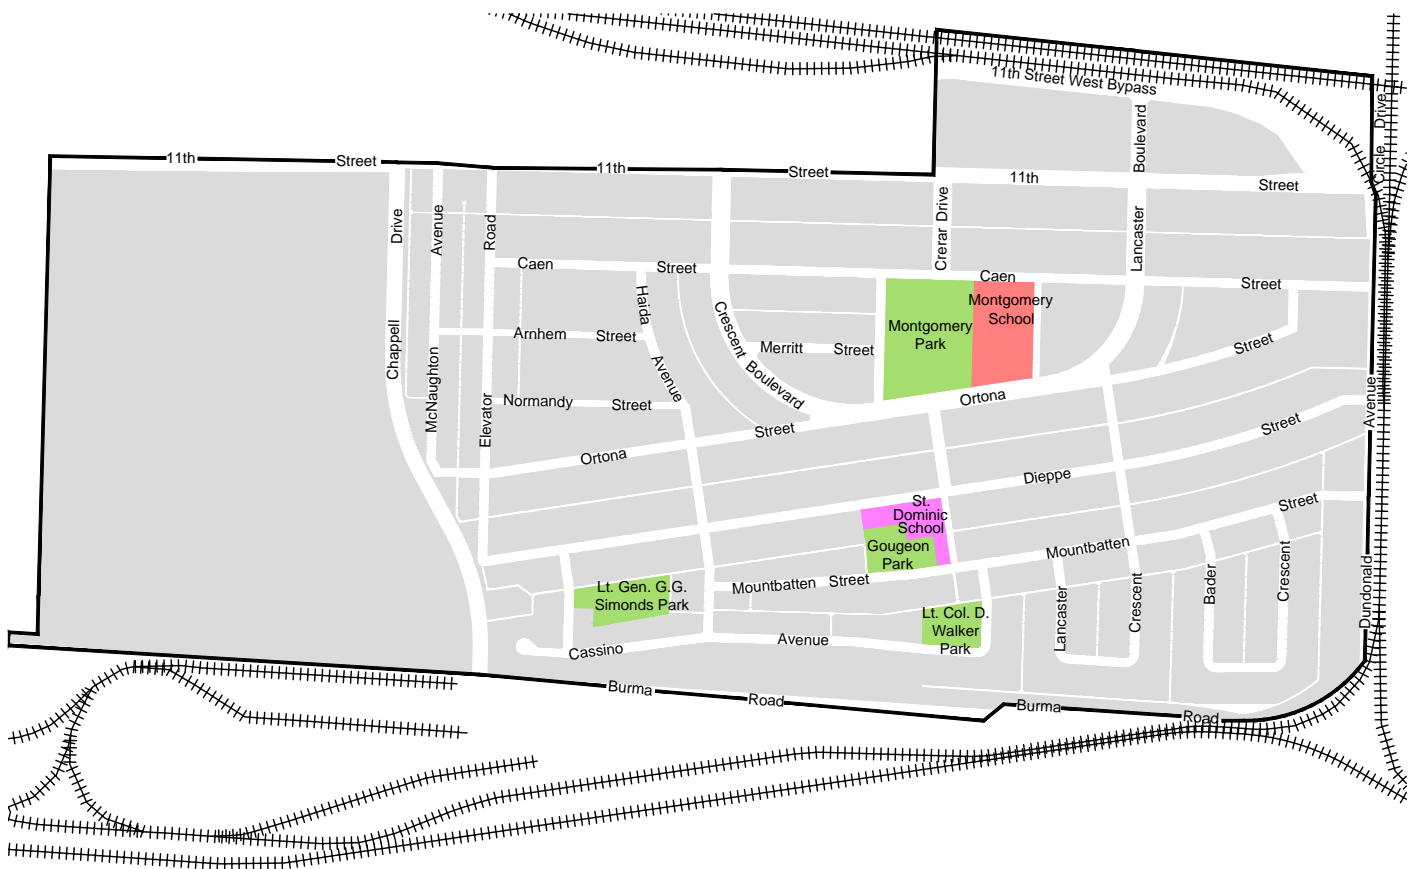 11th Street West Bypass
Circle Drive
11th Street
11th Street
11th Street
Boulevard
Lancaster
Crerar Drive
Chappell Drive
McNaughton Avenue
Elevator Road
Caen Street
Caen
Street
Haida Avenue
Arnhem Street
Normandy Street
Crescent Boulevard
Merritt Street
Montgomery
Park
Montgomery
School
Ortona Street
Ortona
Street
Dieppe
Street
St.
Dominic
School
Gougeon
Park
Mountbatten Street
Mountbatten
Street
Lt. Gen. G.G.
Simonds Park
Lt. Col. D.
Walker
Park
Cassino Avenue
Lancaster Crescent
Bader Crescent
Dundonald Avenue
Burma Road
Burma Road